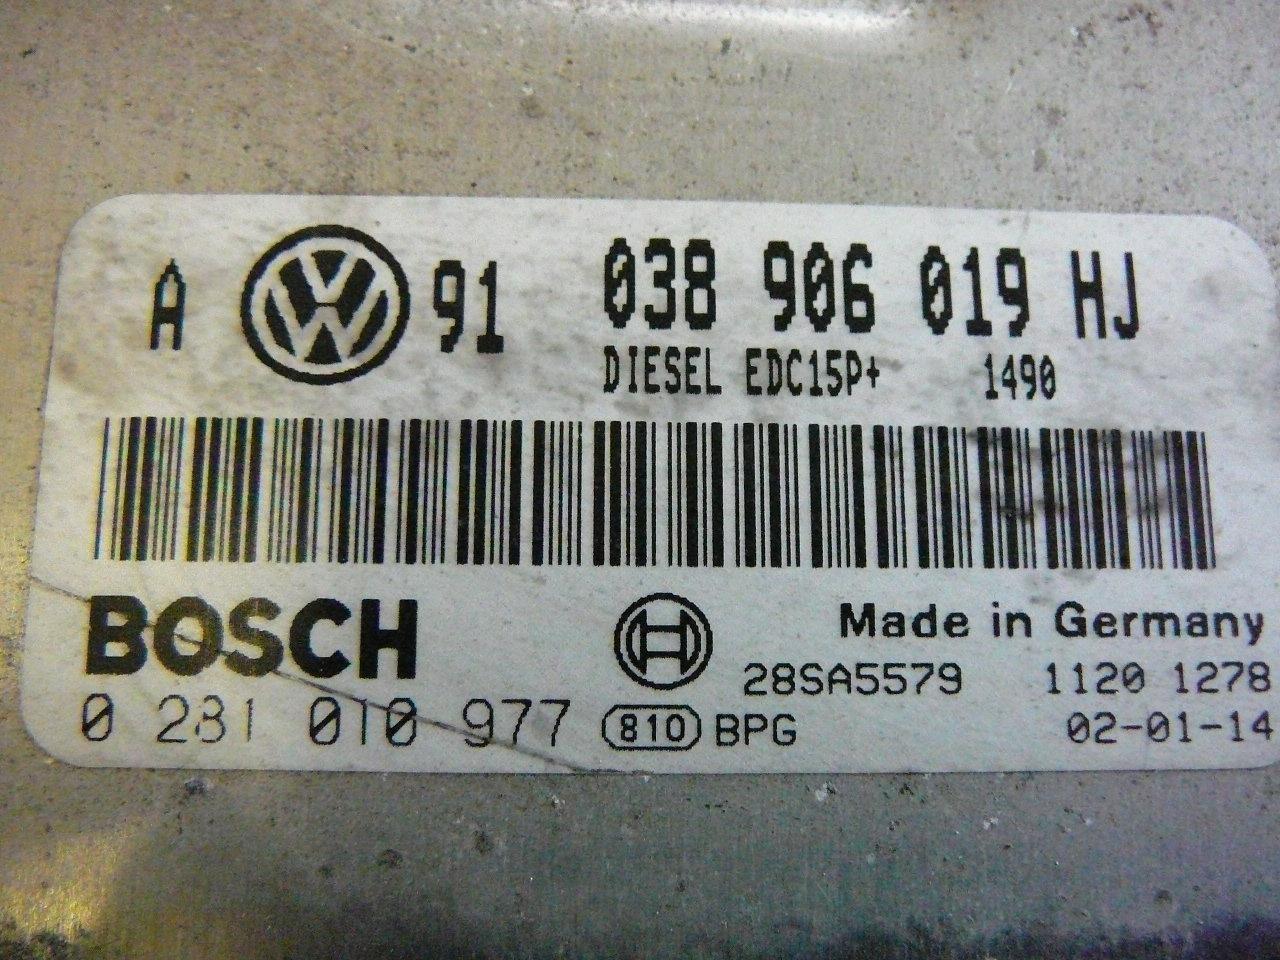 A VW 91 038 906 019 HJ
DIESEL EDC15P+ 1490
BOSCH
Made in Germany
28SA5579 1120 1278
0 281 010 977 810 BPG 02-01-14